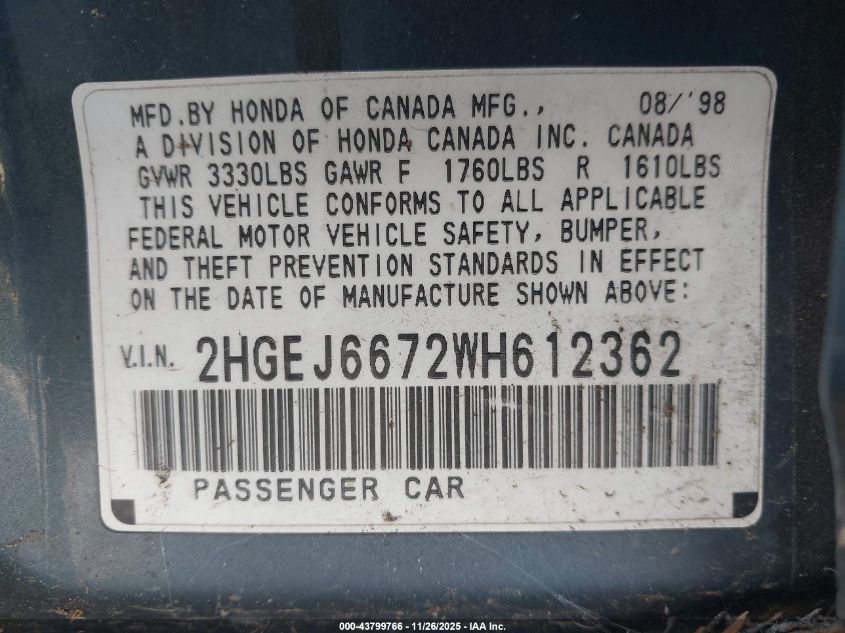 MFD.BY HONDA OF CANADA MFG., 08/'98
A DIVISION OF HONDA CANADA INC. CANADA
GVWR 3330LBS GAWR F 1760LBS R 1610LBS
THIS VEHICLE CONFORMS TO ALL APPLICABLE
FEDERAL MOTOR VEHICLE SAFETY, BUMPER,
AND THEFT PREVENTION STANDARDS IN EFFECT
ON THE DATE OF MANUFACTURE SHOWN ABOVE:
V.I.N. 2HGEJ6672WH612362
PASSENGER CAR
000-43799766 - 11/26/2025 - IAA Inc.